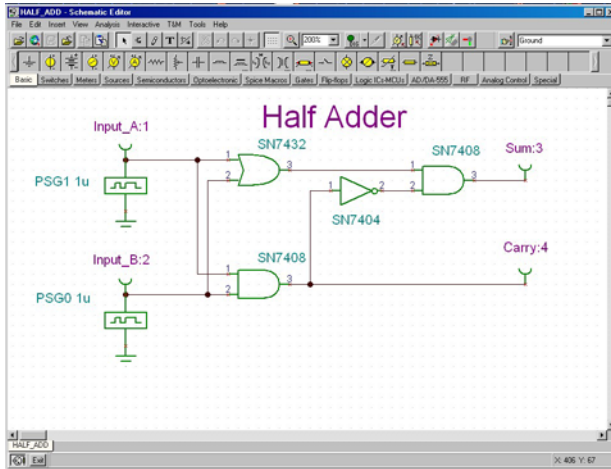 HALF_ADD - Schematic Editor
File Edit Insert View Analysis Interactive T&M Tools Help
200% Ground
Basic Switches Meters Sources Semiconductors Optoelectronic Spice Macros Gates Flip-flops Logic ICs-MCUs AD/DA-555 RF Analog Control Special
Half Adder
Input_A:1
SN7432
SN7408
Sum:3
1
3
1
3
2
PSG1 1u
1
2
2
SN7404
Input_B:2
SN7408
Carry:4
1
3
2
PSG0 1u
HALF_ADD
Exit
X: 406 Y: 67